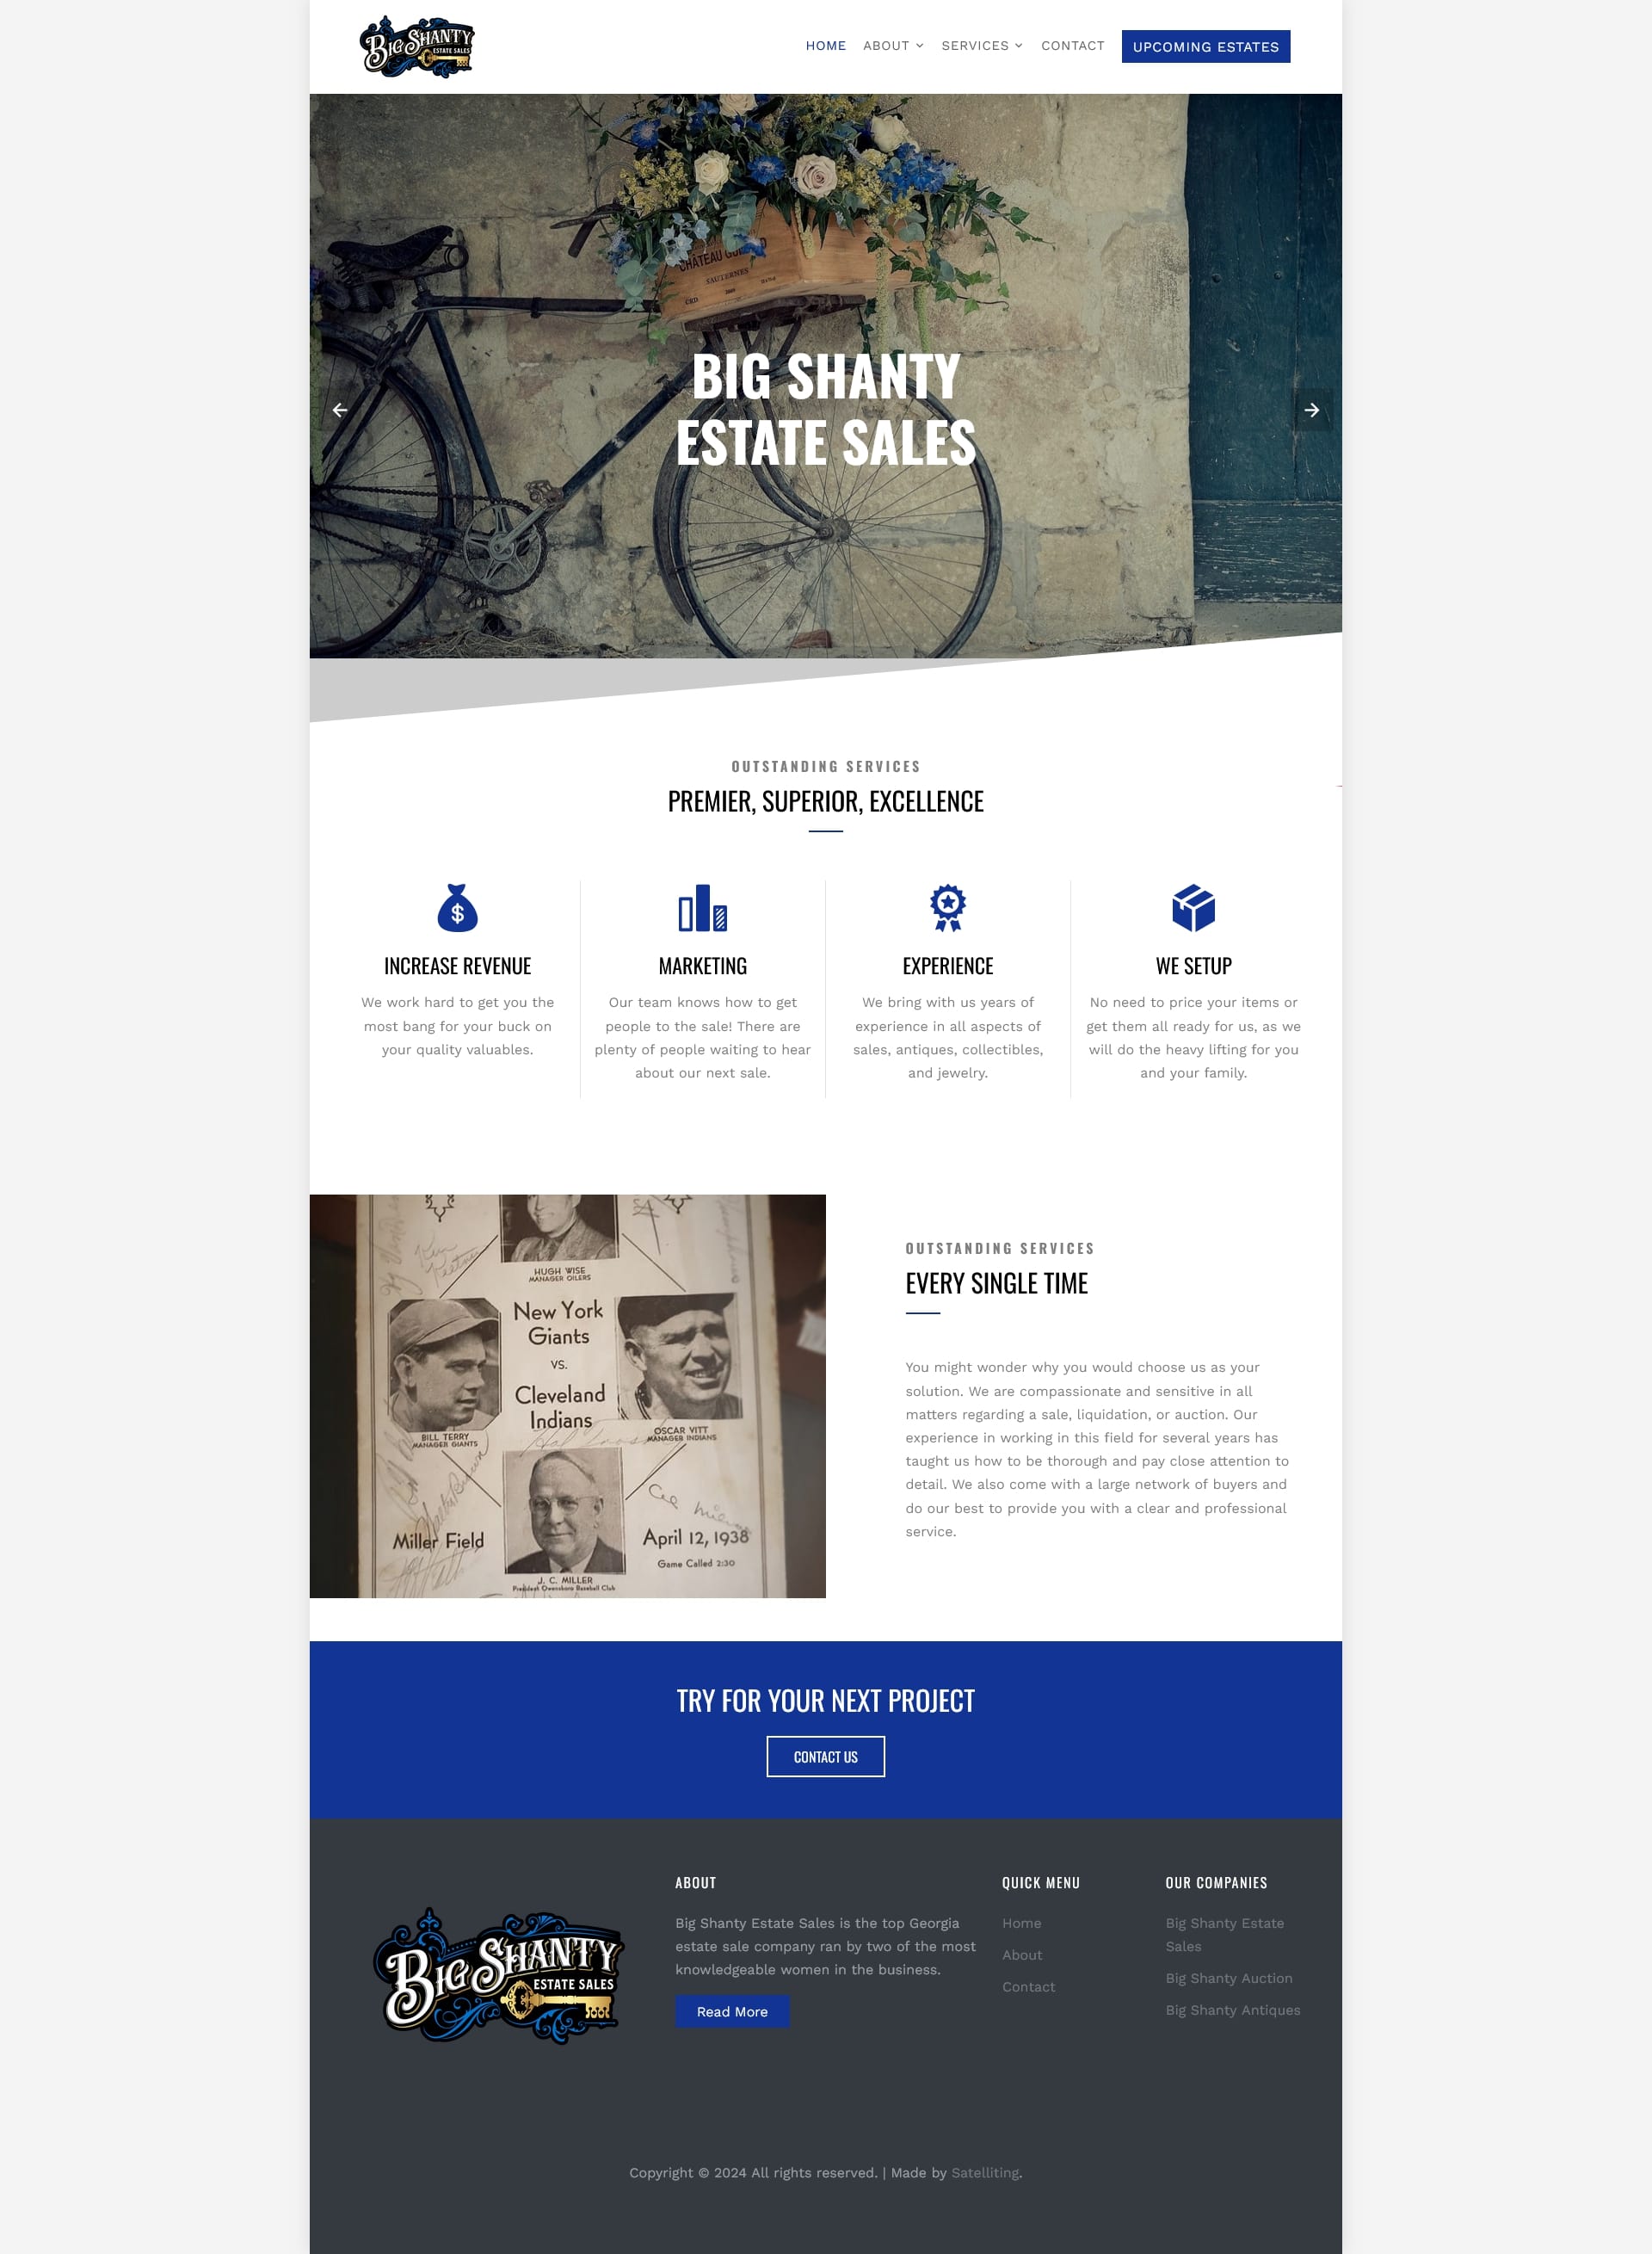 BIG SHANTY
ESTATE SALES
HOME ABOUT SERVICES CONTACT UPCOMING ESTATES
CHÂTEAU
SAUTERNES
BIG SHANTY
ESTATE SALES
OUTSTANDING SERVICES
PREMIER, SUPERIOR, EXCELLENCE
INCREASE REVENUE
We work hard to get you the
most bang for your buck on
your quality valuables.
MARKETING
Our team knows how to get
people to the sale! There are
plenty of people waiting to hear
about our next sale.
EXPERIENCE
We bring with us years of
experience in all aspects of
sales, antiques, collectibles,
and jewelry.
WE SETUP
No need to price your items or
get them all ready for us, as we
will do the heavy lifting for you
and your family.
HUGH WISE
MANAGER OILERS
New York
Giants
VS.
Cleveland
Indians
BILL TERRY
MANAGER GIANTS
OSCAR VITT
MANAGER INDIANS
Miller Field
April 12, 1938
Game Called 2:30
J. C. MILLER
President Owensboro Baseball Club
OUTSTANDING SERVICES
EVERY SINGLE TIME
You might wonder why you would choose us as your
solution. We are compassionate and sensitive in all
matters regarding a sale, liquidation, or auction. Our
experience in working in this field for several years has
taught us how to be thorough and pay close attention to
detail. We also come with a large network of buyers and
do our best to provide you with a clear and professional
service.
TRY FOR YOUR NEXT PROJECT
CONTACT US
BIG SHANTY
ESTATE SALES
ABOUT
Big Shanty Estate Sales is the top Georgia
estate sale company ran by two of the most
knowledgeable women in the business.
Read More
QUICK MENU
Home
About
Contact
OUR COMPANIES
Big Shanty Estate
Sales
Big Shanty Auction
Big Shanty Antiques
Copyright © 2024 All rights reserved. | Made by Satelliting.